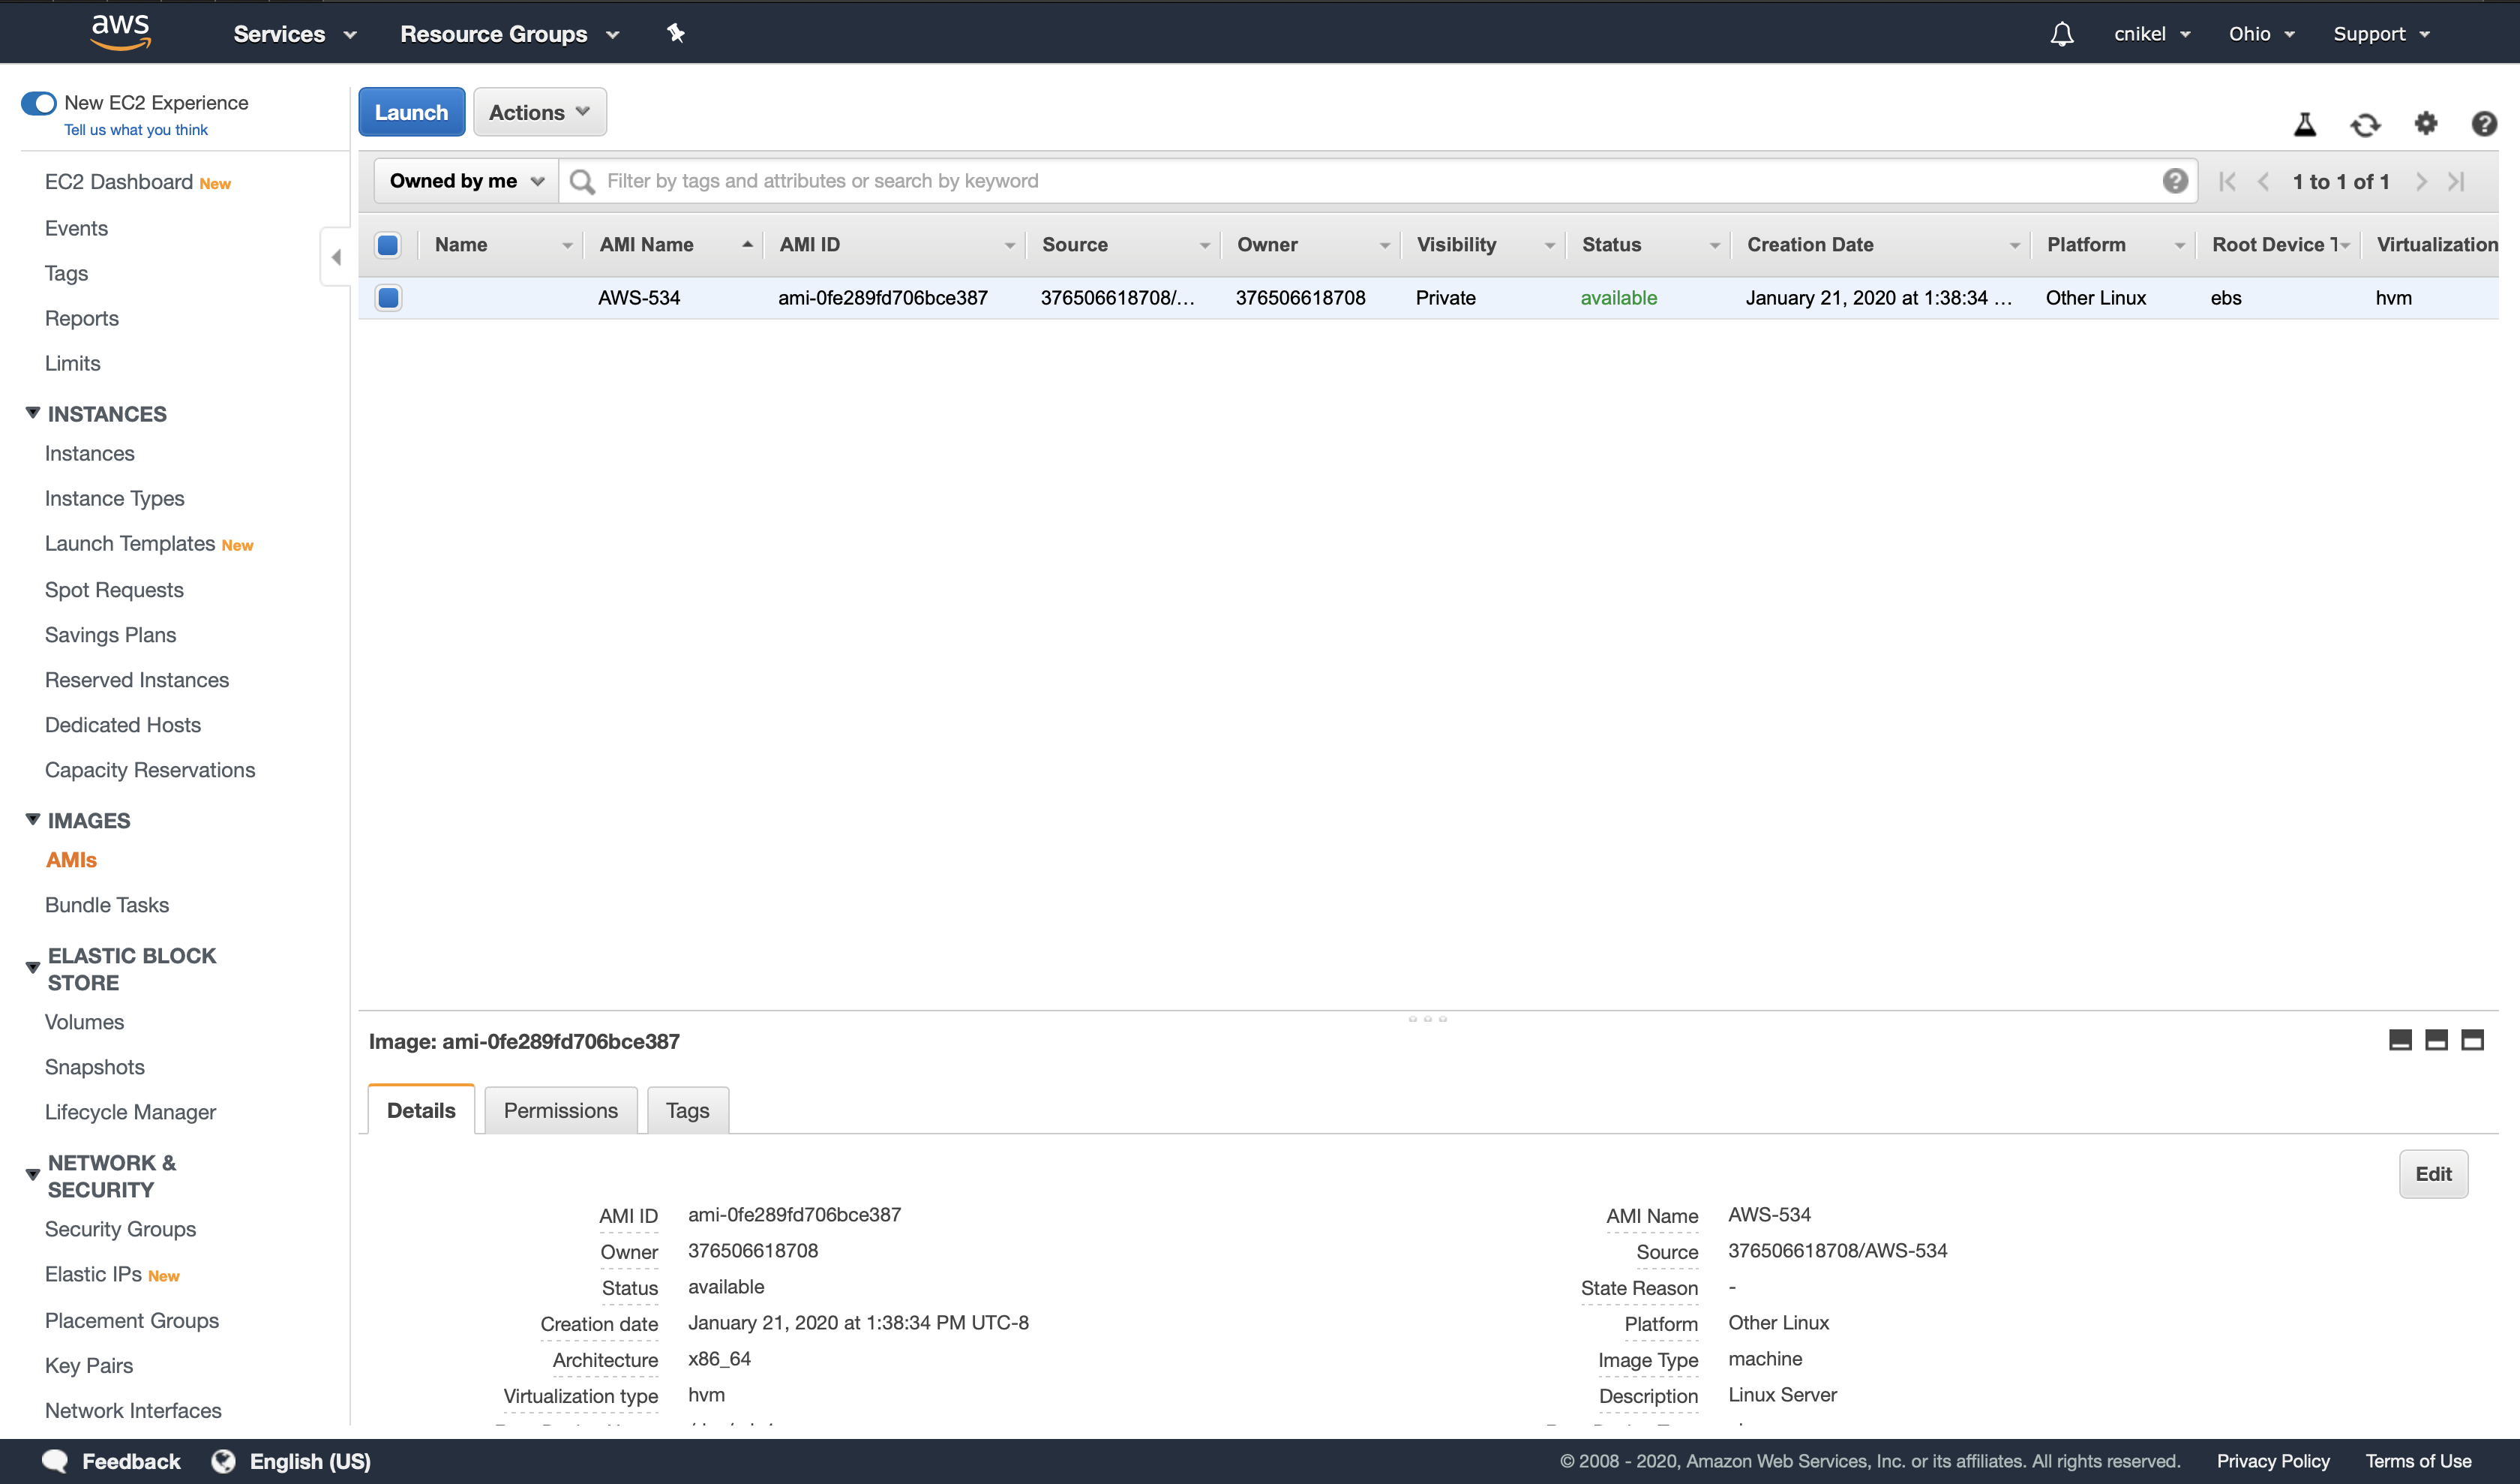 aws
Services
Resource Groups
cnikel
Ohio
Support
New EC2 Experience
Tell us what you think
EC2 Dashboard New
Events
Tags
Reports
Limits
INSTANCES
Instances
Instance Types
Launch Templates New
Spot Requests
Savings Plans
Reserved Instances
Dedicated Hosts
Capacity Reservations
IMAGES
AMIs
Bundle Tasks
ELASTIC BLOCK
STORE
Volumes
Snapshots
Lifecycle Manager
NETWORK &
SECURITY
Security Groups
Elastic IPs New
Placement Groups
Key Pairs
Network Interfaces
Launch
Actions
Owned by me
Filter by tags and attributes or search by keyword
1 to 1 of 1
Name AMI Name AMI ID Source Owner Visibility Status Creation Date Platform Root Device Virtualization
AWS-534 ami-0fe289fd706bce387 376506618708/... 376506618708 Private available January 21, 2020 at 1:38:34 ... Other Linux ebs hvm
Image: ami-0fe289fd706bce387
Details
Permissions
Tags
Edit
AMI ID ami-0fe289fd706bce387
Owner 376506618708
Status available
Creation date January 21, 2020 at 1:38:34 PM UTC-8
Architecture x86_64
Virtualization type hvm
AMI Name AWS-534
Source 376506618708/AWS-534
State Reason -
Platform Other Linux
Image Type machine
Description Linux Server
Feedback
English (US)
© 2008 - 2020, Amazon Web Services, Inc. or its affiliates. All rights reserved.
Privacy Policy
Terms of Use